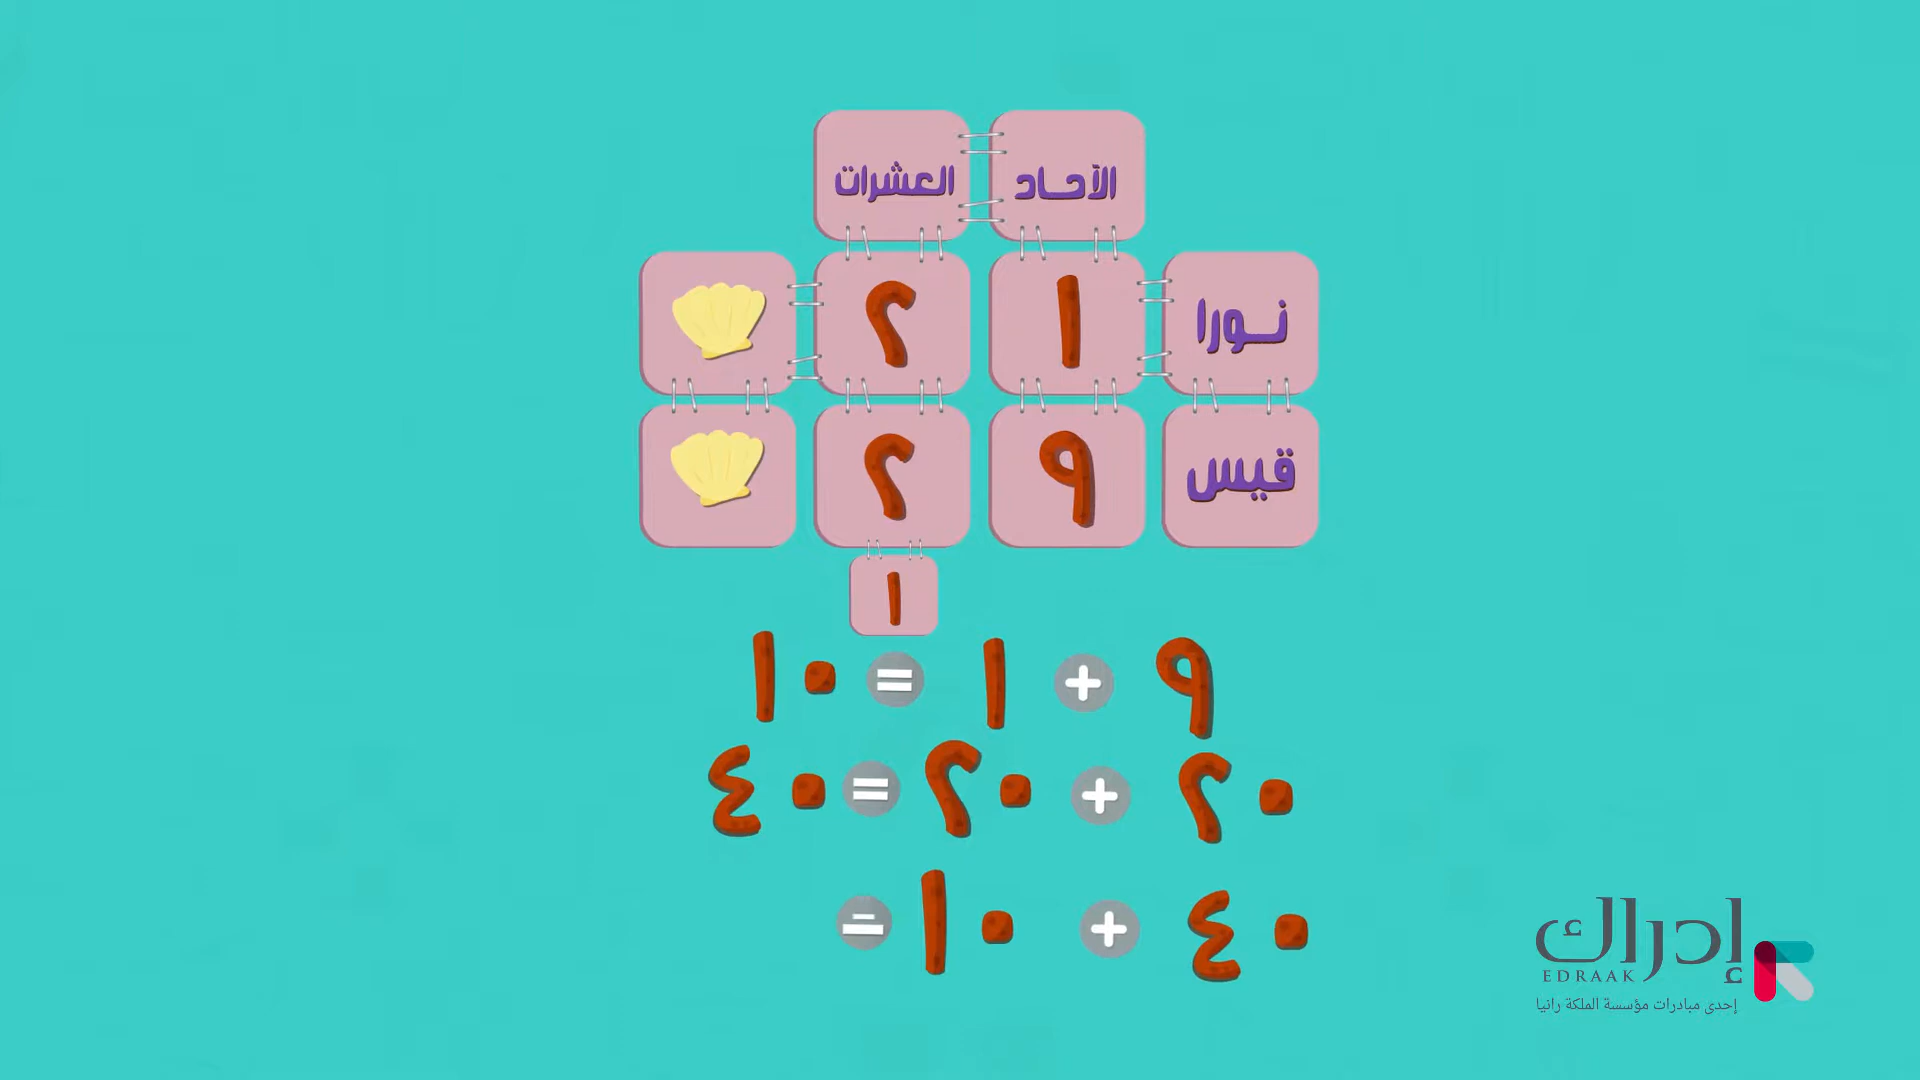 الآحاد العشرات
نورا ١ ٢
قيس ٩ ٢
١
٩ + ١ = ١٠
٢٠ + ٢٠ = ٤٠
٤٠ + ١٠ =
إدراك
EDRAAK
إحدى مبادرات مؤسسة الملكة رانيا